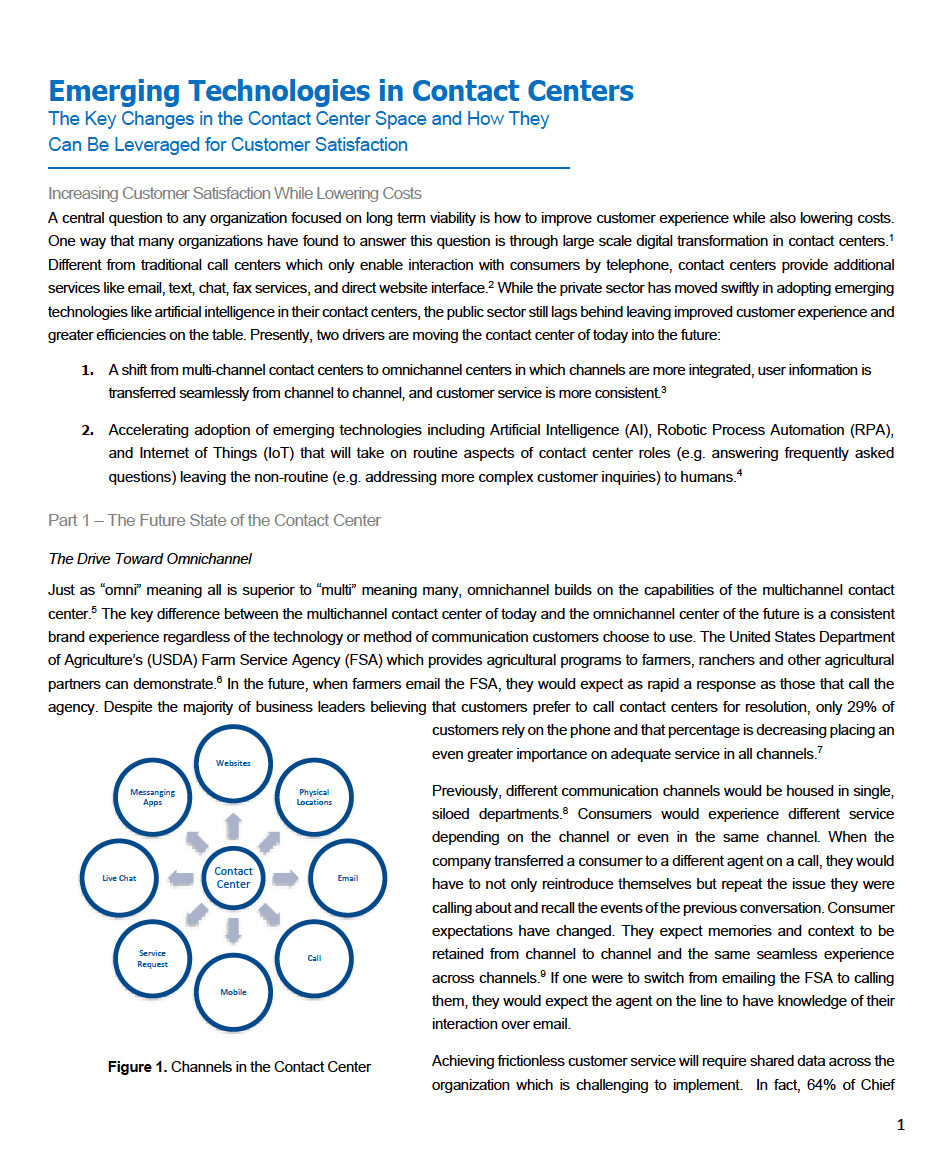 Emerging Technologies in Contact Centers
The Key Changes in the Contact Center Space and How They
Can Be Leveraged for Customer Satisfaction
Increasing Customer Satisfaction While Lowering Costs
A central question to any organization focused on long term viability is how to improve customer experience while also lowering costs.
One way that many organizations have found to answer this question is through large scale digital transformation in contact centers.¹
Different from traditional call centers which only enable interaction with consumers by telephone, contact centers provide additional
services like email, text, chat, fax services, and direct website interface.² While the private sector has moved swiftly in adopting emerging
technologies like artificial intelligence in their contact centers, the public sector still lags behind leaving improved customer experience and
greater efficiencies on the table. Presently, two drivers are moving the contact center of today into the future:
1. A shift from multi-channel contact centers to omnichannel centers in which channels are more integrated, user information is
transferred seamlessly from channel to channel, and customer service is more consistent.³
2. Accelerating adoption of emerging technologies including Artificial Intelligence (AI), Robotic Process Automation (RPA),
and Internet of Things (IoT) that will take on routine aspects of contact center roles (e.g. answering frequently asked
questions) leaving the non-routine (e.g. addressing more complex customer inquiries) to humans.⁴
Part 1 – The Future State of the Contact Center
The Drive Toward Omnichannel
Just as “omni” meaning all is superior to “multi” meaning many, omnichannel builds on the capabilities of the multichannel contact
center.⁵ The key difference between the multichannel contact center of today and the omnichannel center of the future is a consistent
brand experience regardless of the technology or method of communication customers choose to use. The United States Department
of Agriculture’s (USDA) Farm Service Agency (FSA) which provides agricultural programs to farmers, ranchers and other agricultural
partners can demonstrate.⁶ In the future, when farmers email the FSA, they would expect as rapid a response as those that call the
agency. Despite the majority of business leaders believing that customers prefer to call contact centers for resolution, only 29% of
customers rely on the phone and that percentage is decreasing placing an
even greater importance on adequate service in all channels.⁷
Previously, different communication channels would be housed in single,
siloed departments.⁸ Consumers would experience different service
depending on the channel or even in the same channel. When the
company transferred a consumer to a different agent on a call, they would
have to not only reintroduce themselves but repeat the issue they were
calling about and recall the events of the previous conversation. Consumer
expectations have changed. They expect memories and context to be
retained from channel to channel and the same seamless experience
across channels.⁹ If one were to switch from emailing the FSA to calling
them, they would expect the agent on the line to have knowledge of their
interaction over email.
Achieving frictionless customer service will require shared data across the
organization which is challenging to implement. In fact, 64% of Chief
Websites
Physical
Locations
Email
Call
Mobile
Service
Request
Live Chat
Messanging
Apps
Contact
Center
Figure 1. Channels in the Contact Center
1